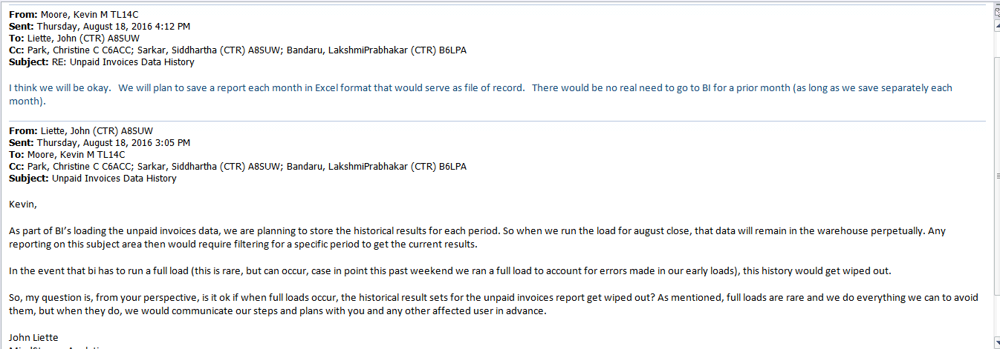 From: Moore, Kevin M TL14C
Sent: Thursday, August 18, 2016 4:12 PM
To: Liette, John (CTR) A8SUW
Cc: Park, Christine C C6ACC; Sarkar, Siddhartha (CTR) A8SUW; Bandaru, LakshmiPrabhakar (CTR) B6LPA
Subject: RE: Unpaid Invoices Data History
I think we will be okay. We will plan to save a report each month in Excel format that would serve as file of record. There would be no real need to go to BI for a prior month (as long as we save separately each
month).
From: Liette, John (CTR) A8SUW
Sent: Thursday, August 18, 2016 3:05 PM
To: Moore, Kevin M TL14C
Cc: Park, Christine C C6ACC; Sarkar, Siddhartha (CTR) A8SUW; Bandaru, LakshmiPrabhakar (CTR) B6LPA
Subject: Unpaid Invoices Data History
Kevin,
As part of BI's loading the unpaid invoices data, we are planning to store the historical results for each period. So when we run the load for august close, that data will remain in the warehouse perpetually. Any
reporting on this subject area then would require filtering for a specific period to get the current results.
In the event that bi has to run a full load (this is rare, but can occur, case in point this past weekend we ran a full load to account for errors made in our early loads), this history would get wiped out.
So, my question is, from your perspective, is it ok if when full loads occur, the historical result sets for the unpaid invoices report get wiped out? As mentioned, full loads are rare and we do everything we can to avoid
them, but when they do, we would communicate our steps and plans with you and any other affected user in advance.
John Liette